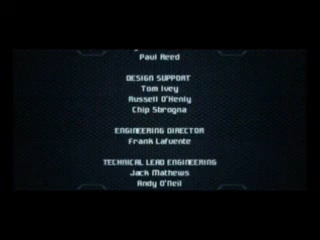 Paul Reed
DESIGN SUPPORT
Tom Ivey
Russell O'Henly
Chip Sbrogna
ENGINEERING DIRECTOR
Frank Lafuente
TECHNICAL LEAD ENGINEERING
Jack Mathews
Andy O'Neil